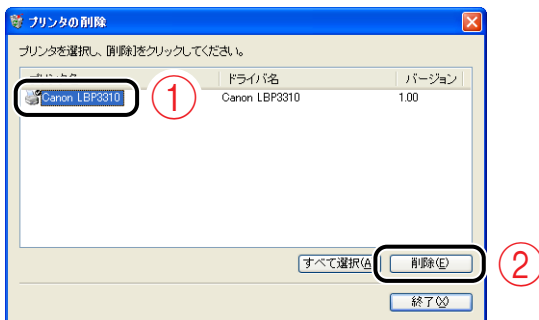 プリンタの削除
プリンタを選択し、[削除]をクリックしてください。
ドライバ名 バージョン
Canon LBP3310 ① Canon LBP3310 1.00
すべて選択(A 削除(E) ②
終了(X)